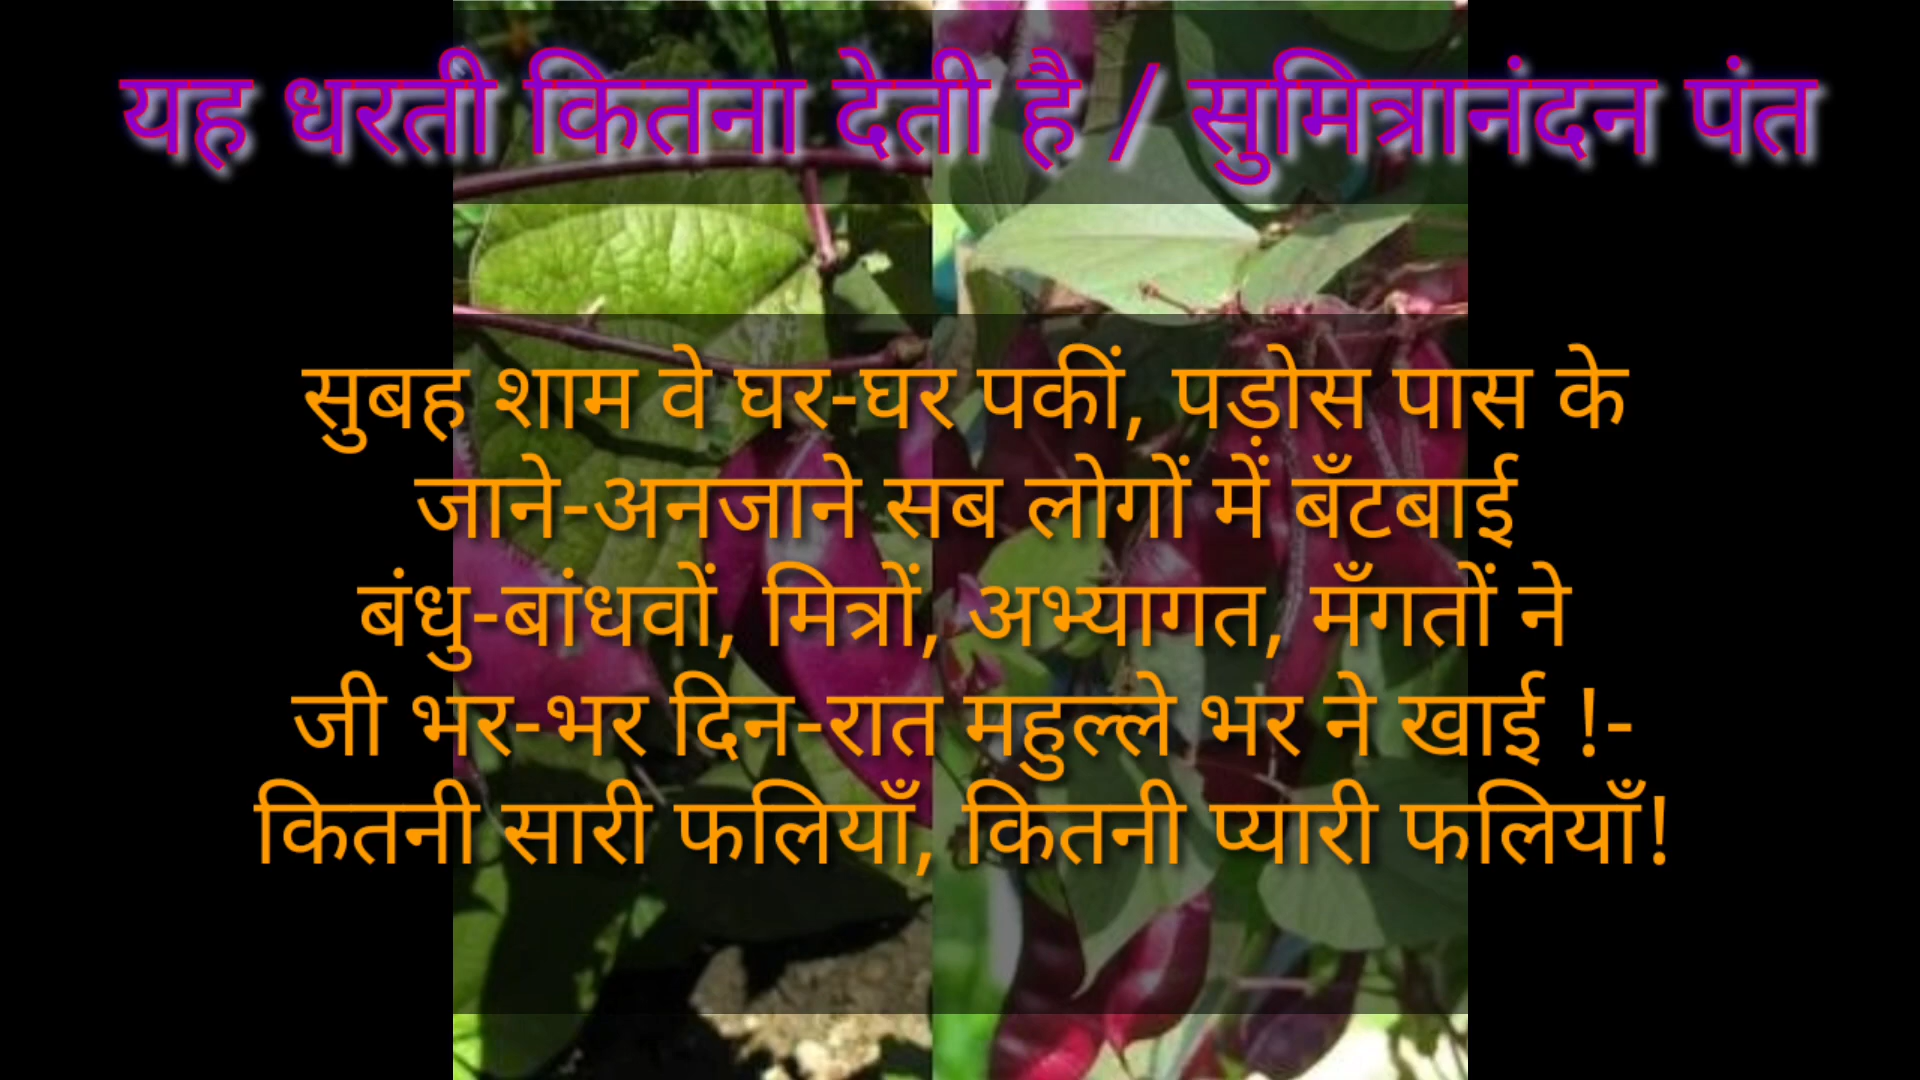 यह धरती कितना देती है / सुमित्रानंदन पंत
सुबह शाम वे घर-घर पकीं, पड़ोस पास के
जाने-अनजाने सब लोगों में बँटबाई
बंधु-बांधवों, मित्रों, अभ्यागत, मँगतों ने
जी भर-भर दिन-रात महुल्ले भर ने खाई !-
कितनी सारी फलियाँ, कितनी प्यारी फलियाँ!